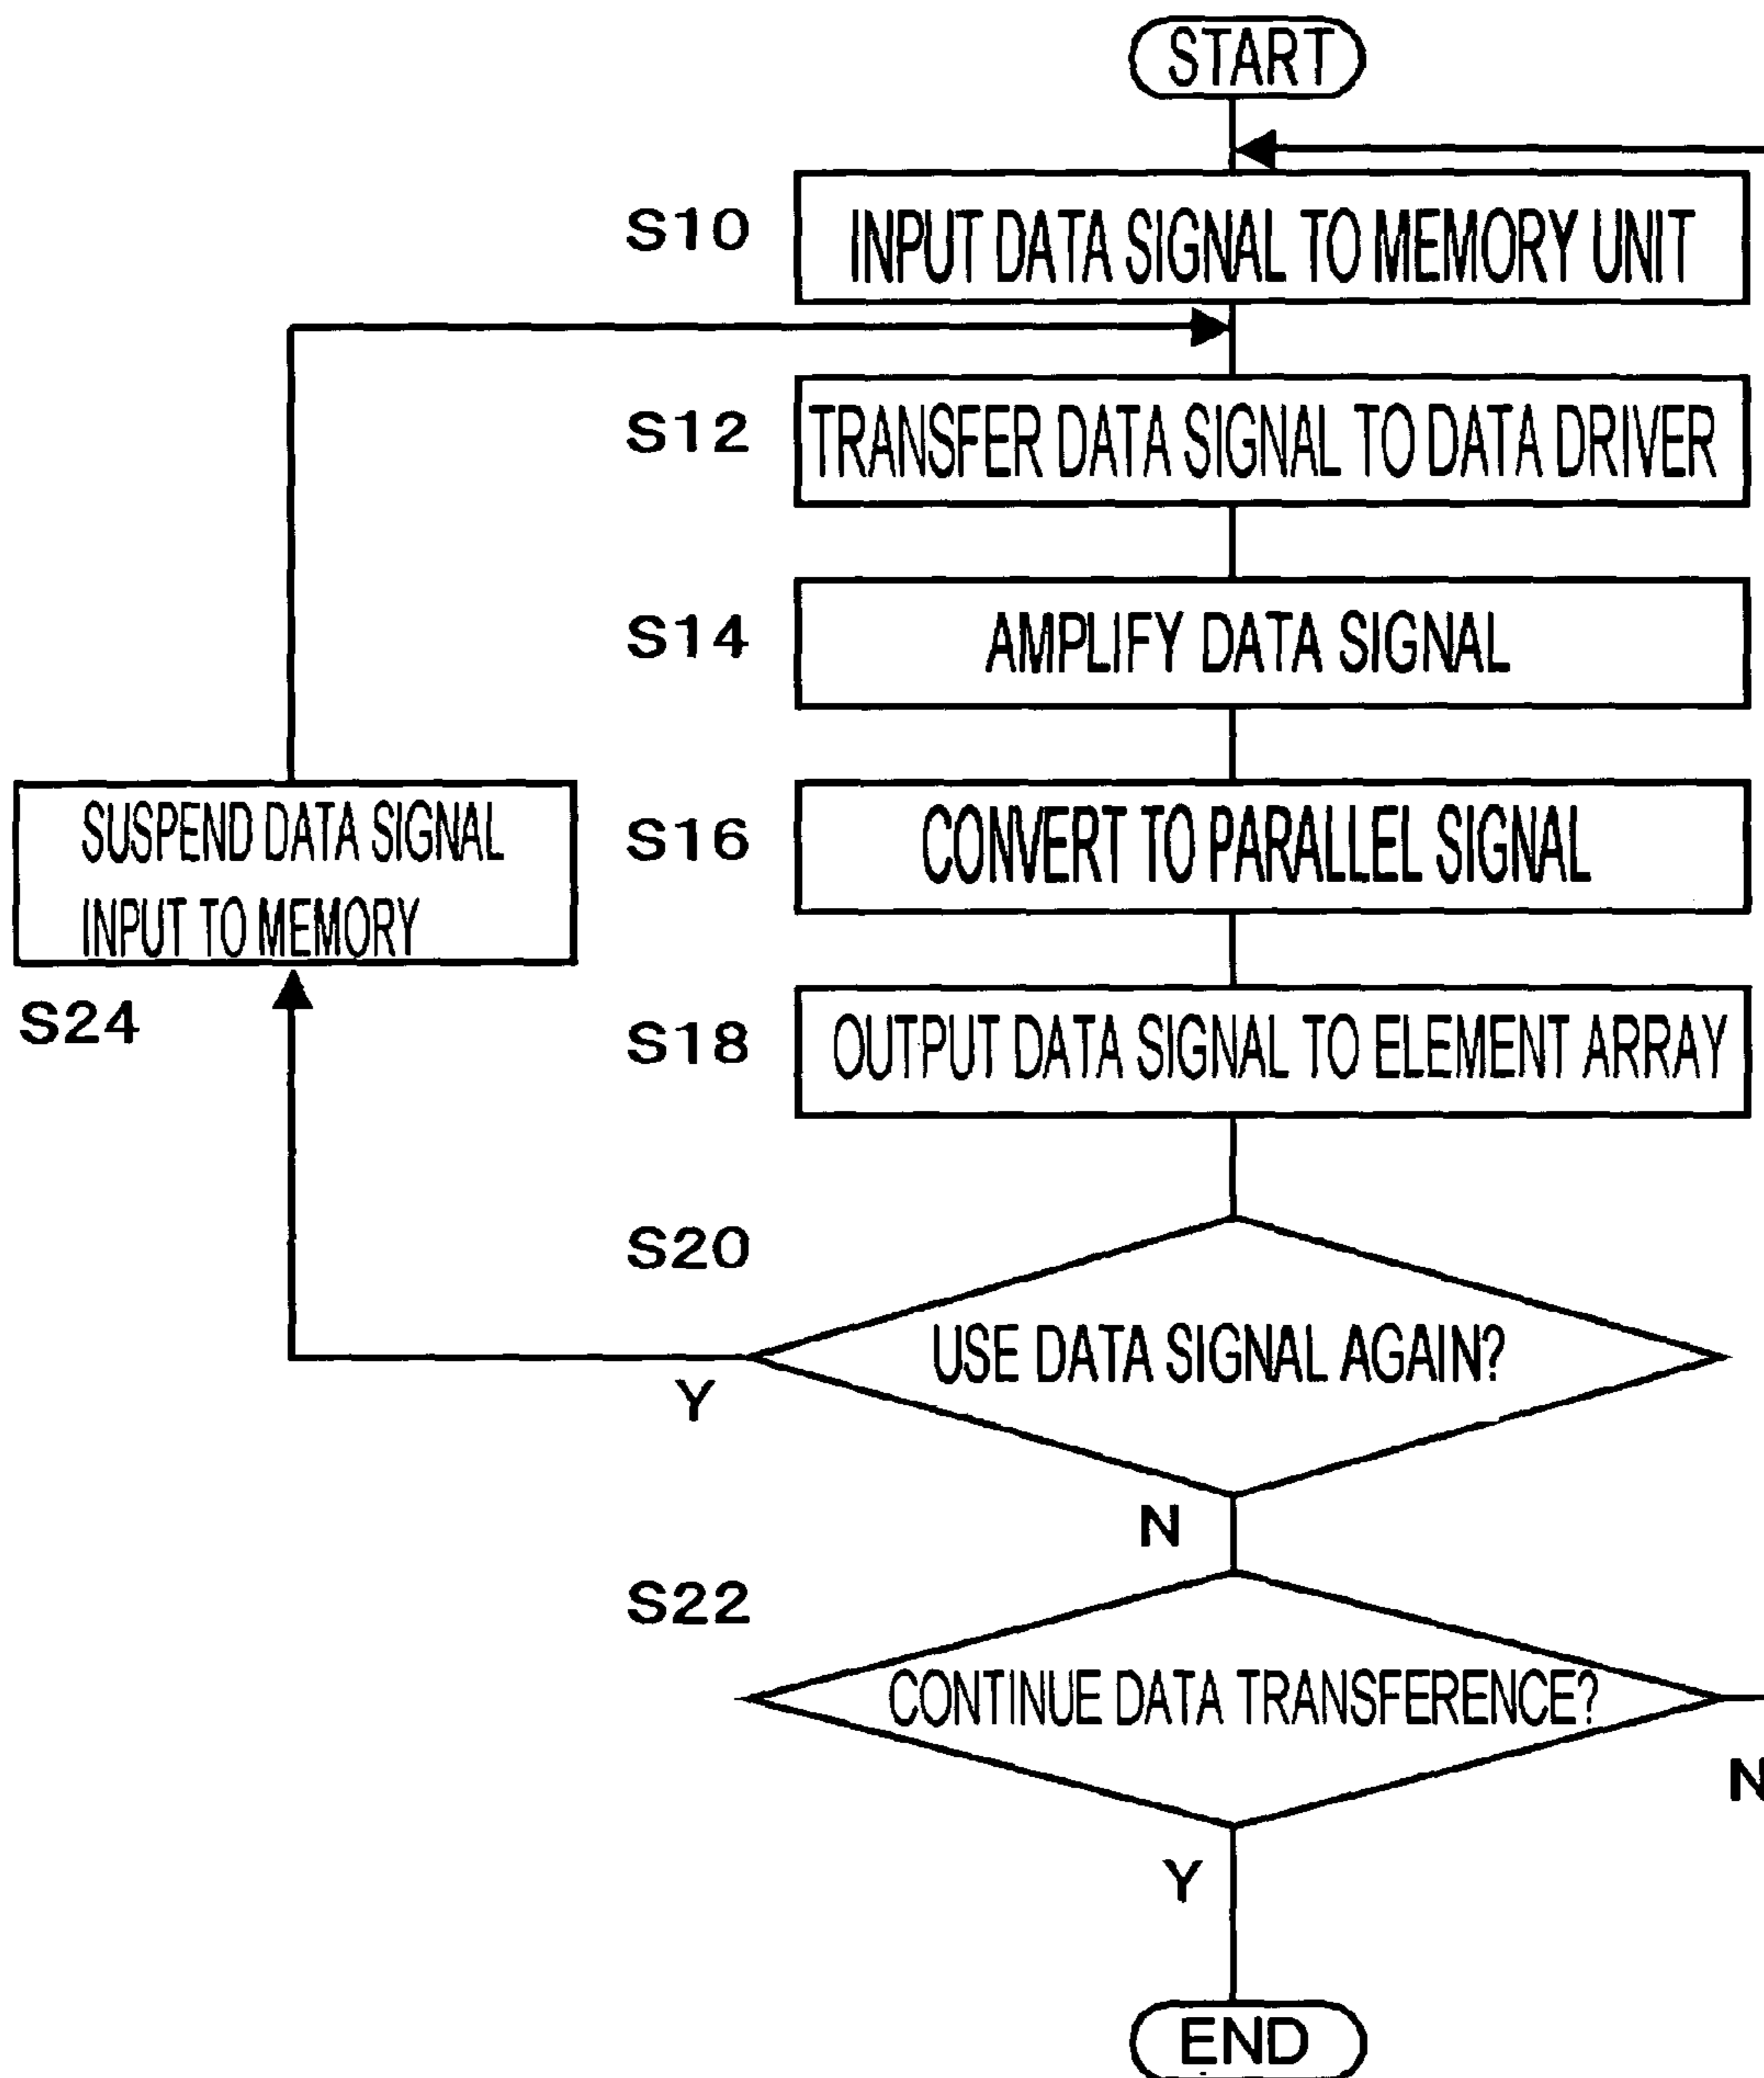 START
S10
INPUT DATA SIGNAL TO MEMORY UNIT
S12
TRANSFER DATA SIGNAL TO DATA DRIVER
S14
AMPLIFY DATA SIGNAL
SUSPEND DATA SIGNAL
INPUT TO MEMORY
S24
S16
CONVERT TO PARALLEL SIGNAL
S18
OUTPUT DATA SIGNAL TO ELEMENT ARRAY
S20
USE DATA SIGNAL AGAIN?
Y
N
S22
CONTINUE DATA TRANSFERENCE?
N
Y
END